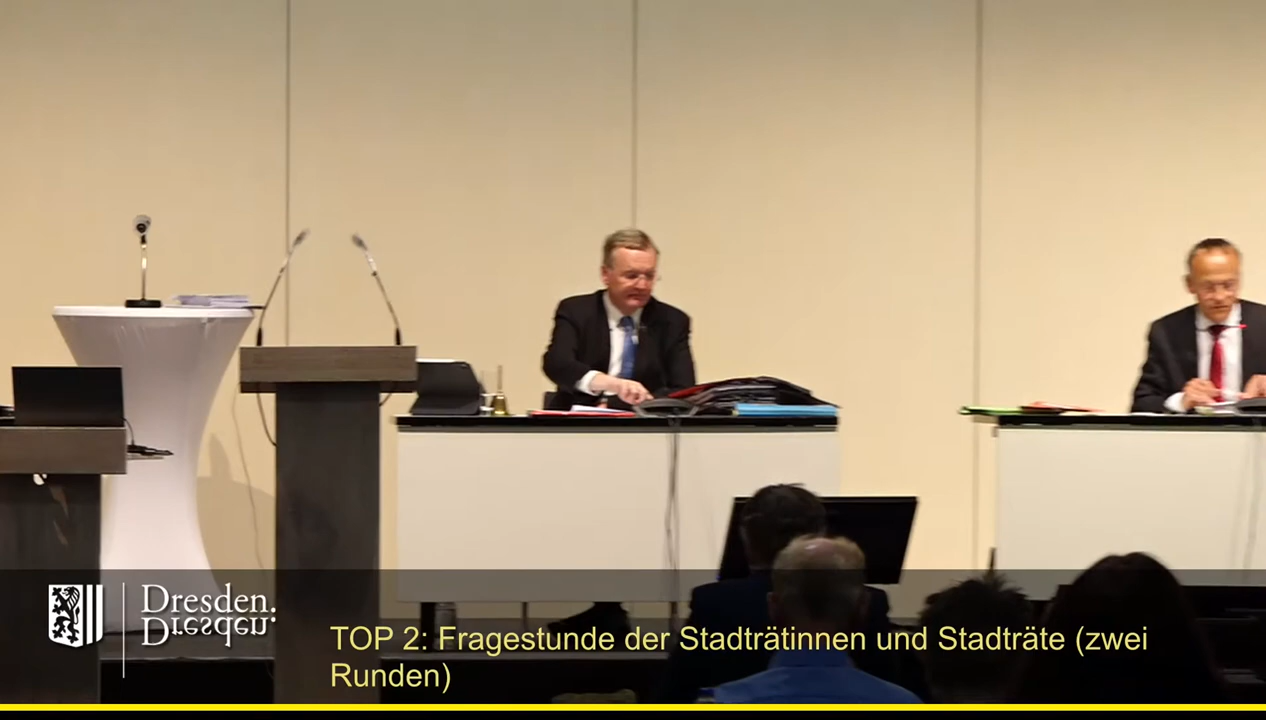 Dresden.
Dresden.
TOP 2: Fragestunde der Stadträtinnen und Stadträte (zwei
Runden)